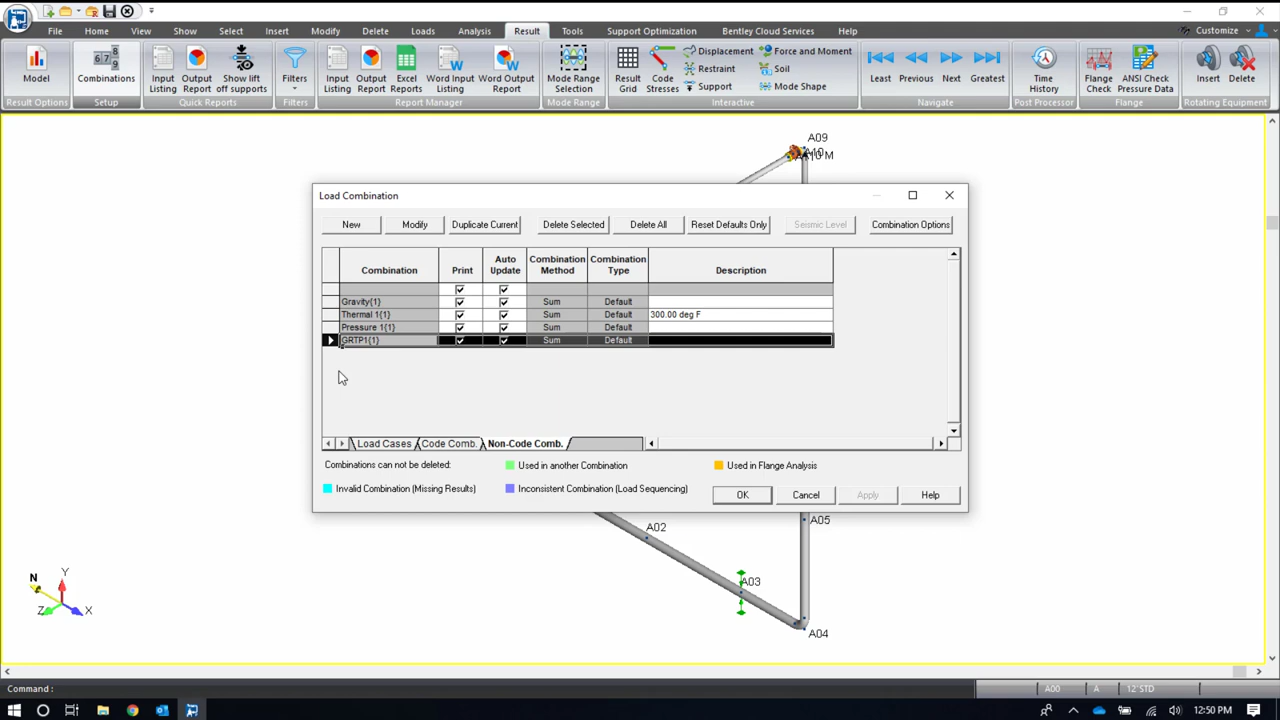 File Home View Show Select Insert Modify Delete Loads Analysis Result Tools Support Optimization Bentley Cloud Services Help Customize
Model
Combinations
Input Listing
Output Report
Show lift off supports
Filters
Input Listing
Output Report
Excel Reports
Word Input Listing
Word Output Report
Mode Range Selection
Result Grid
Code Stresses
Displacement
Restraint
Support
Force and Moment
Soil
Mode Shape
Least
Previous
Next
Greatest
Time History
Flange Check
ANSI Check Pressure Data
Insert
Delete
Result Options Setup Quick Reports Filters Report Manager Mode Range Interactive Navigate Post Processor Flange Rotating Equipment
A09
Load Combination
New Modify Duplicate Current Delete Selected Delete All Reset Defaults Only Seismic Level Combination Options
Combination Print Auto Update Combination Method Combination Type Description
Gravity{1} Sum Default
Thermal 1{1} Sum Default 300.00 deg F
Pressure 1{1} Sum Default
GRTP1{1} Sum Default
Load Cases Code Comb. Non-Code Comb.
Combinations can not be deleted: Used in another Combination Used in Flange Analysis
Invalid Combination (Missing Results) Inconsistent Combination (Load Sequencing)
OK Cancel Apply Help
A02
A05
A03
A04
N
Y
Z
X
Command :
A00 A 12"STD
12:50 PM